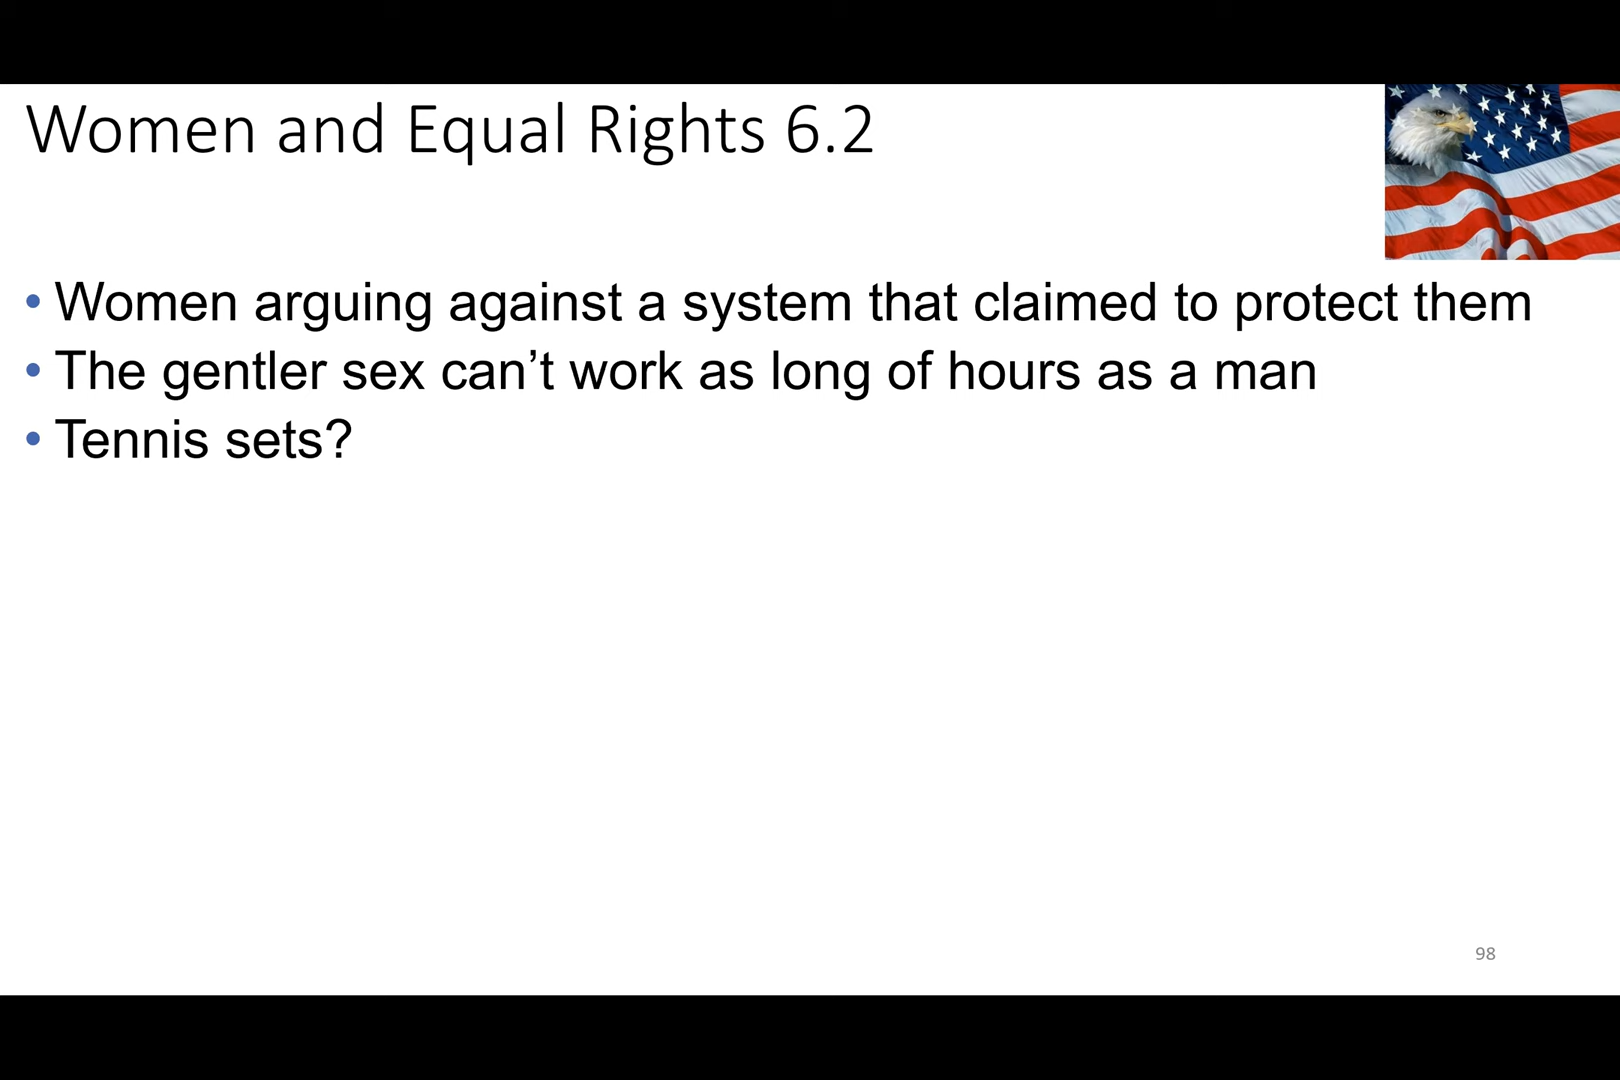 Women and Equal Rights 6.2
• Women arguing against a system that claimed to protect them
• The gentler sex can’t work as long of hours as a man
• Tennis sets?
98